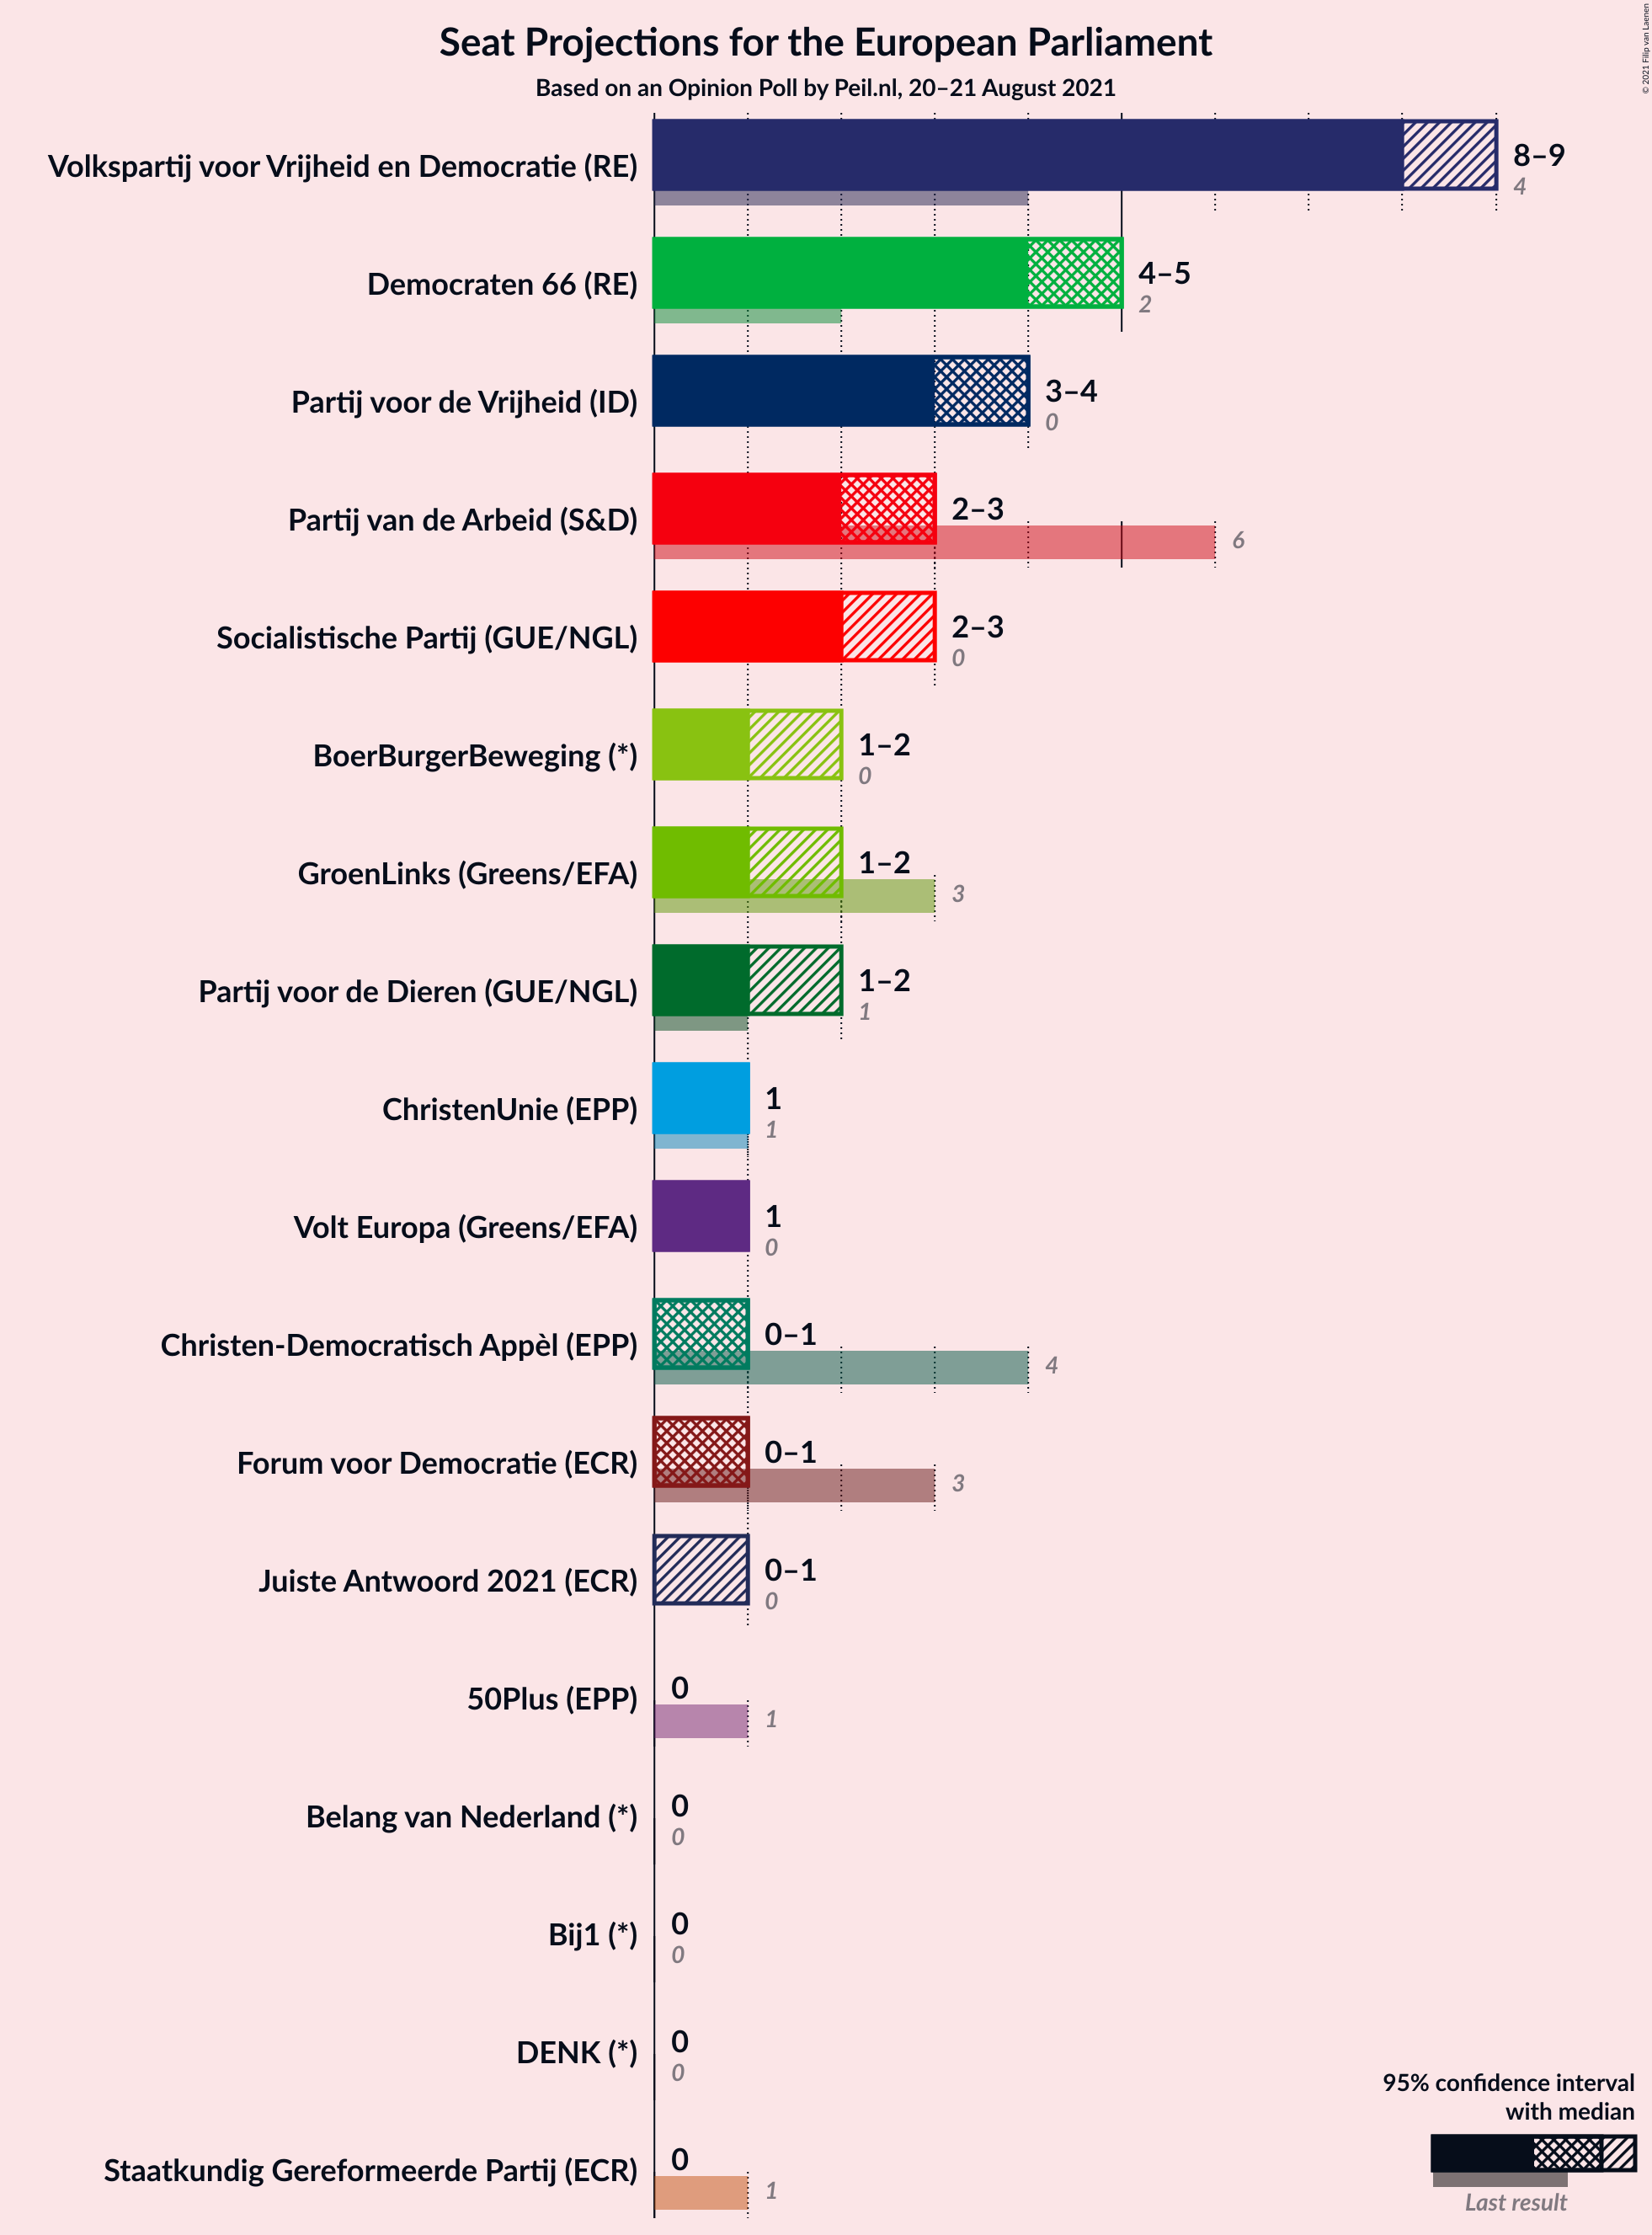 Seat Projections for the European Parliament
Based on an Opinion Poll by Peil.nl, 20–21 August 2021
© 2021 Filip van Laenen
Volkspartij voor Vrijheid en Democratie (RE)
8–9
4
Democraten 66 (RE)
4–5
2
Partij voor de Vrijheid (ID)
3–4
0
Partij van de Arbeid (S&D)
2–3
6
Socialistische Partij (GUE/NGL)
2–3
0
BoerBurgerBeweging (*)
1–2
0
GroenLinks (Greens/EFA)
1–2
3
Partij voor de Dieren (GUE/NGL)
1–2
1
ChristenUnie (EPP)
1
1
Volt Europa (Greens/EFA)
1
0
Christen-Democratisch Appèl (EPP)
0–1
4
Forum voor Democratie (ECR)
0–1
3
Juiste Antwoord 2021 (ECR)
0–1
0
50Plus (EPP)
0
1
Belang van Nederland (*)
0
0
Bij1 (*)
0
0
DENK (*)
0
0
Staatkundig Gereformeerde Partij (ECR)
0
1
95% confidence interval
with median
Last result